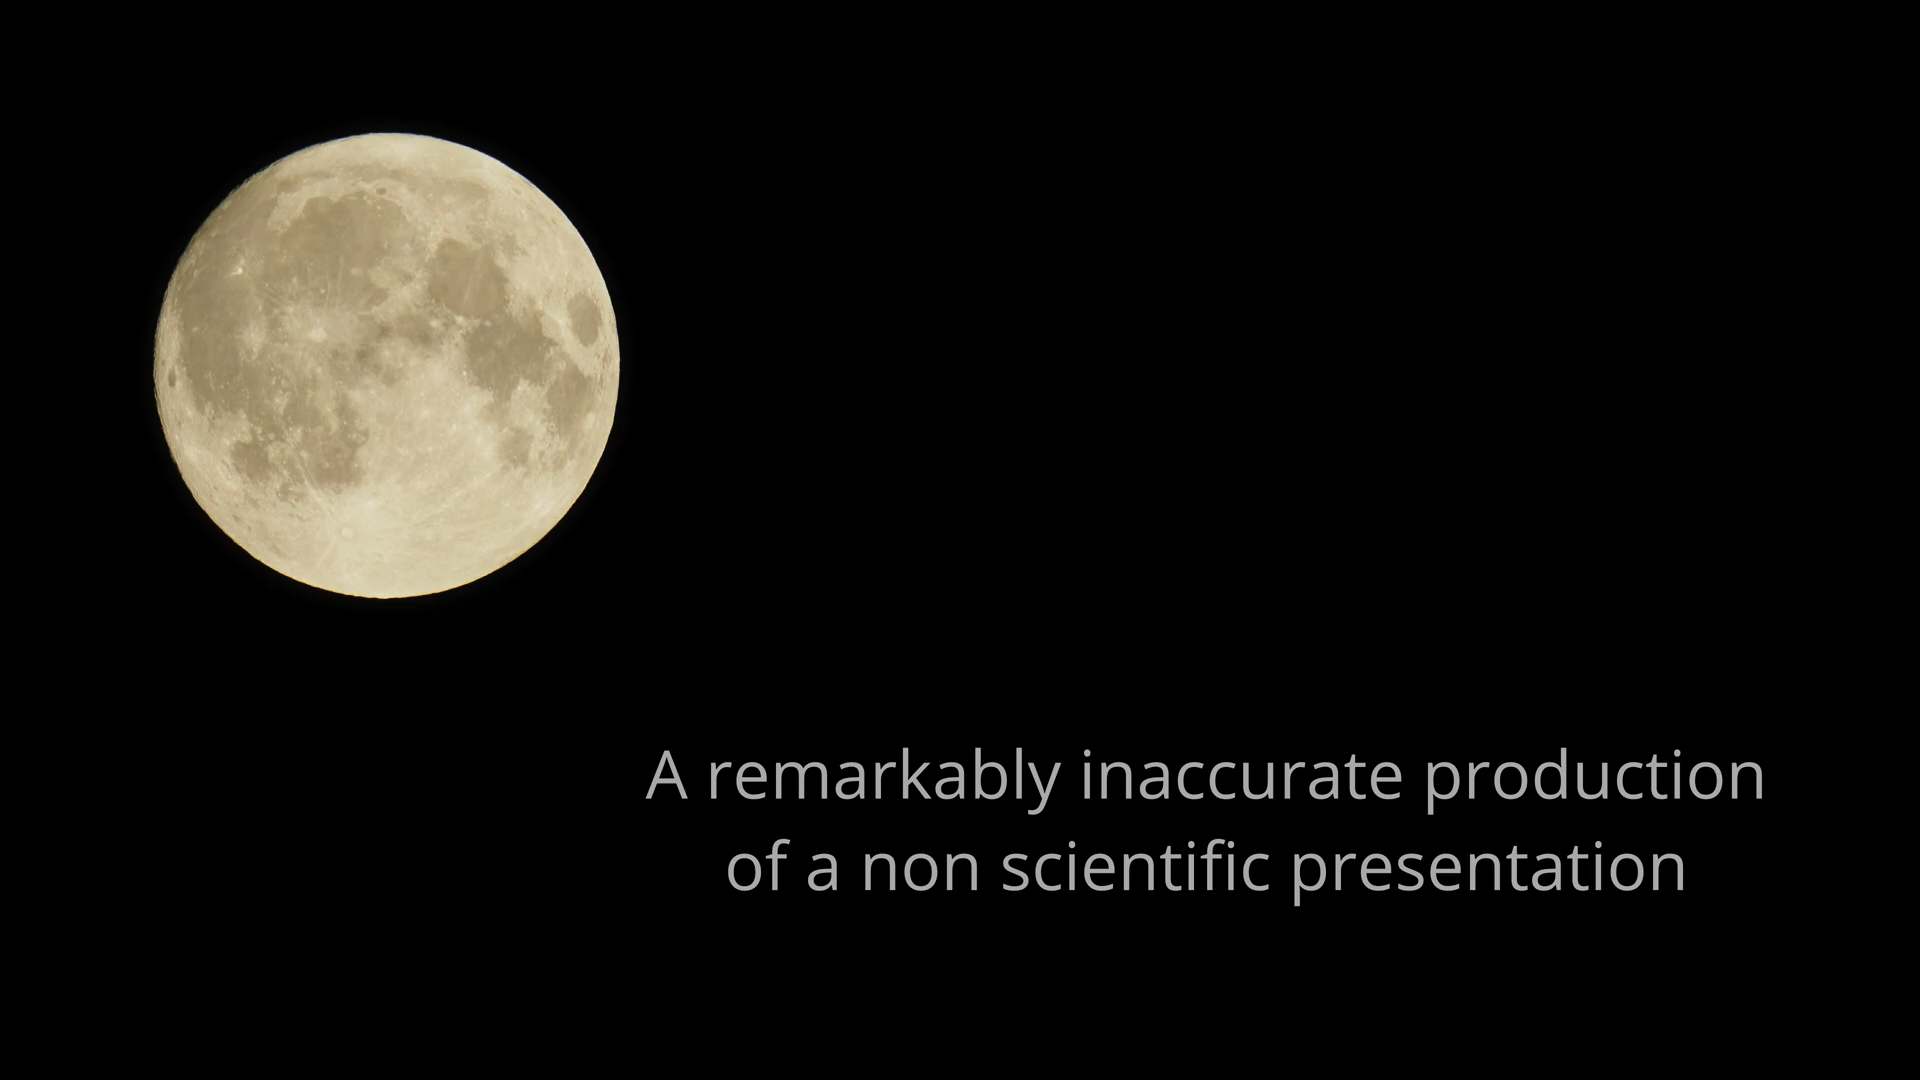 A remarkably inaccurate production
of a non scientific presentation